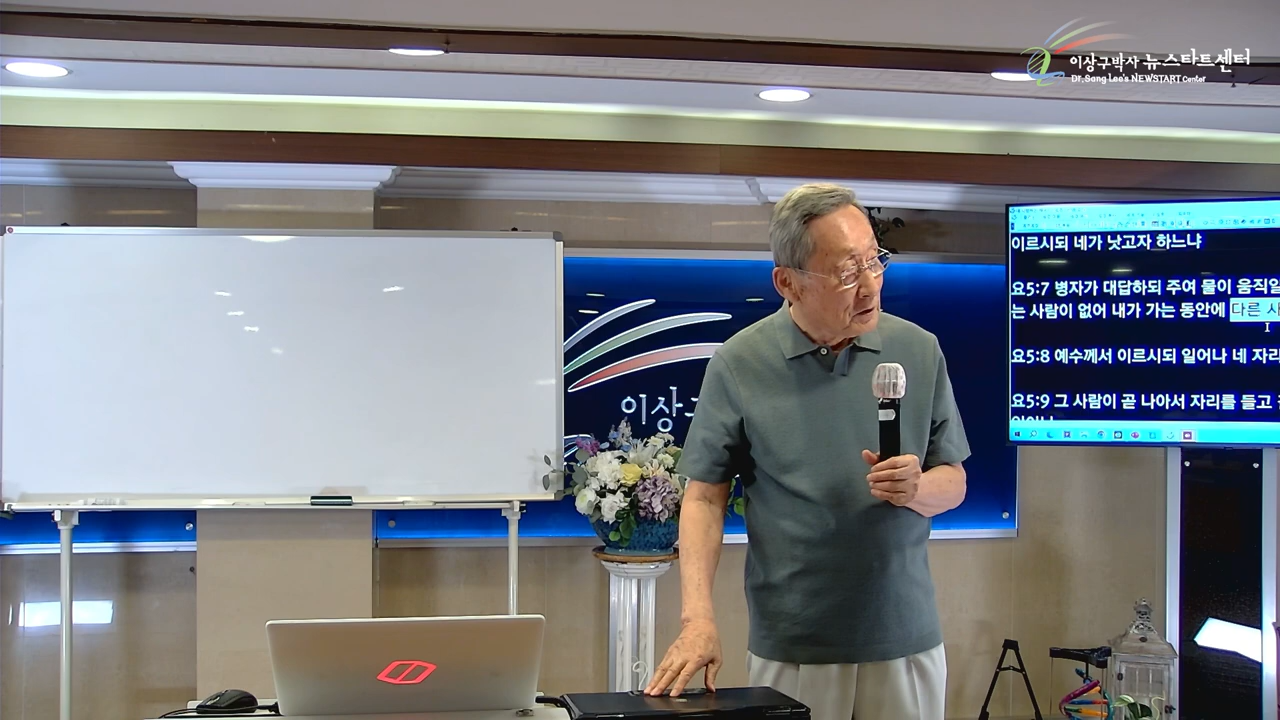 이상구박사 뉴스타트센터
Dr. Sang Lee's NEWSTART Center
이르시되 네가 낫고자 하느냐
요5:7 병자가 대답하되 주여 물이 움직일
는 사람이 없어 내가 가는 동안에 다른 사
요5:8 예수께서 이르시되 일어나 네 자리
요5:9 그 사람이 곧 나아서 자리를 들고
이상구